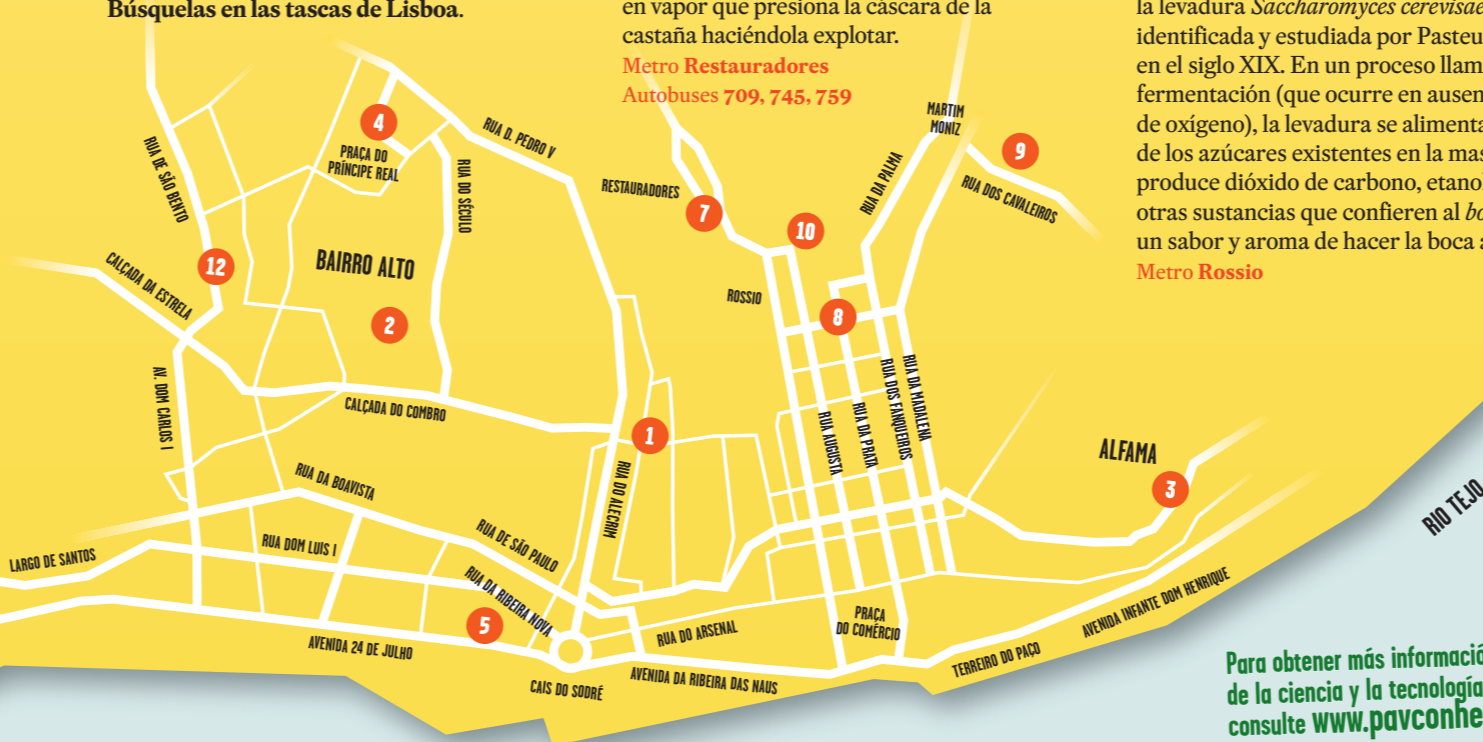 Búsquelas en las tascas de Lisboa.
en vapor que presiona la cáscara de la
castaña haciéndola explotar.
Metro Restauradores
Autobuses 709, 745, 759
la levadura Saccharomyces cerevisae
identificada y estudiada por Pasteu
en el siglo XIX. En un proceso llam
fermentación (que ocurre en ausen
de oxígeno), la levadura se alimenta
de los azúcares existentes en la mas
produce dióxido de carbono, etano
otras sustancias que confieren al bo
un sabor y aroma de hacer la boca a
Metro Rossio
4
PRAÇA DO
PRÍNCIPE REAL
RUA D. PEDRO V
RUA DE SÃO BENTO
RUA DO SÉCULO
RESTAURADORES
7
10
RUA DA PALMA
MARTIM
MONIZ
9
RUA DOS CAVALEIROS
12
CALÇADA DA ESTRELA
BAIRRO ALTO
2
ROSSIO
8
AV. DOM CARLOS I
CALÇADA DO COMBRO
1
RUA DO ALECRIM
RUA AUGUSTA
RUA DA PRATA
RUA DOS FANQUEIROS
RUA DA MADALENA
ALFAMA
3
RIO TEJO
RUA DA BOAVISTA
RUA DE SÃO PAULO
LARGO DE SANTOS
RUA DOM LUIS I
RUA DA RIBEIRA NOVA
5
AVENIDA 24 DE JULHO
CAIS DO SODRÉ
RUA DO ARSENAL
AVENIDA DA RIBEIRA DAS NAUS
PRAÇA
DO COMÉRCIO
TERREIRO DO PAÇO
AVENIDA INFANTE DOM HENRIQUE
Para obtener más informació
de la ciencia y la tecnología
consulte www.pavconhe